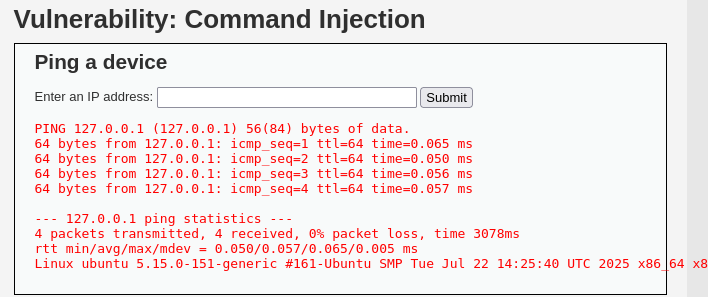 Vulnerability: Command Injection
Ping a device
Enter an IP address: Submit
PING 127.0.0.1 (127.0.0.1) 56(84) bytes of data.
64 bytes from 127.0.0.1: icmp_seq=1 ttl=64 time=0.065 ms
64 bytes from 127.0.0.1: icmp_seq=2 ttl=64 time=0.050 ms
64 bytes from 127.0.0.1: icmp_seq=3 ttl=64 time=0.056 ms
64 bytes from 127.0.0.1: icmp_seq=4 ttl=64 time=0.057 ms
--- 127.0.0.1 ping statistics ---
4 packets transmitted, 4 received, 0% packet loss, time 3078ms
rtt min/avg/max/mdev = 0.050/0.057/0.065/0.005 ms
Linux ubuntu 5.15.0-151-generic #161-Ubuntu SMP Tue Jul 22 14:25:40 UTC 2025 x86_64 x8